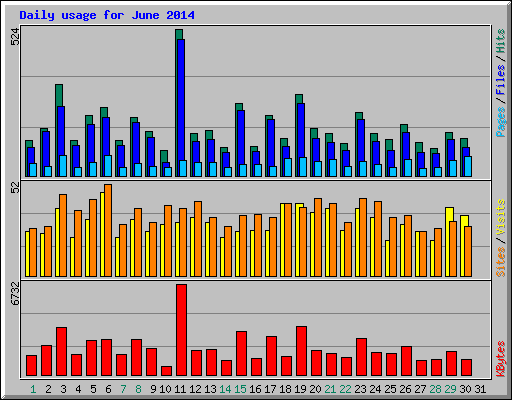 Daily usage for June 2014
524
52
6732
Pages / Files / Hits
Sites / Visits
KBytes
1 2 3 4 5 6 7 8 9 10 11 12 13 14 15 16 17 18 19 20 21 22 23 24 25 26 27 28 29 30 31